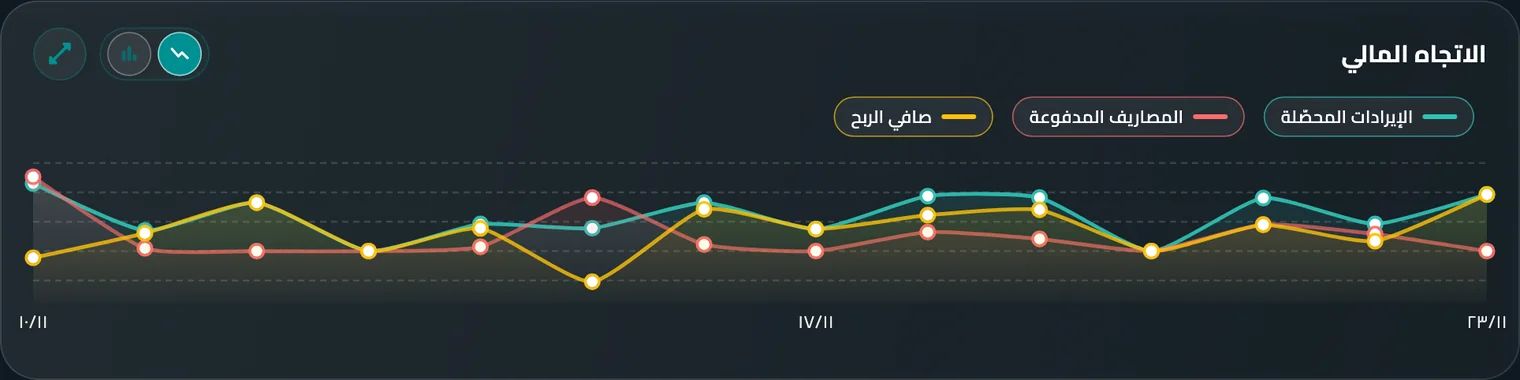 الاتجاه المالي
الإيرادات المحصّلة
المصاريف المدفوعة
صافي الربح
١٠/١١
١٧/١١
٢٣/١١